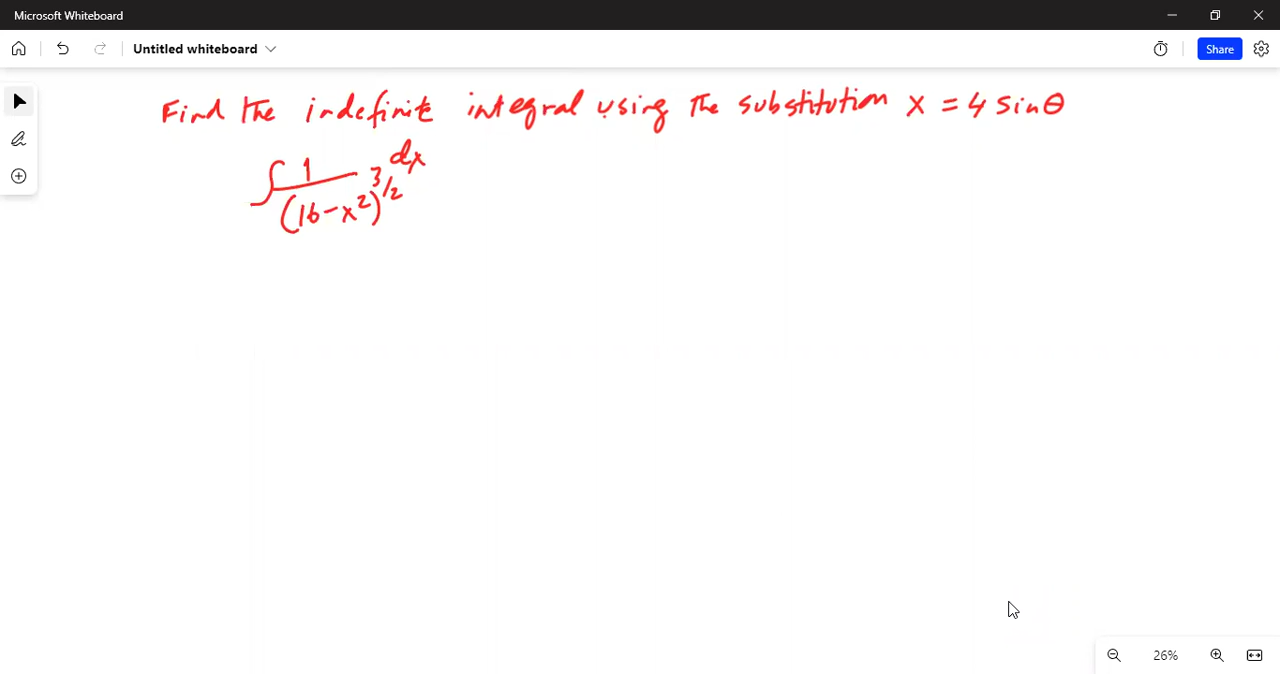 Microsoft Whiteboard
Untitled whiteboard
Share
Find the indefinite integral using the substitution x = 4 sinθ
∫ 1/(16-x²)^3/2 dx
26%